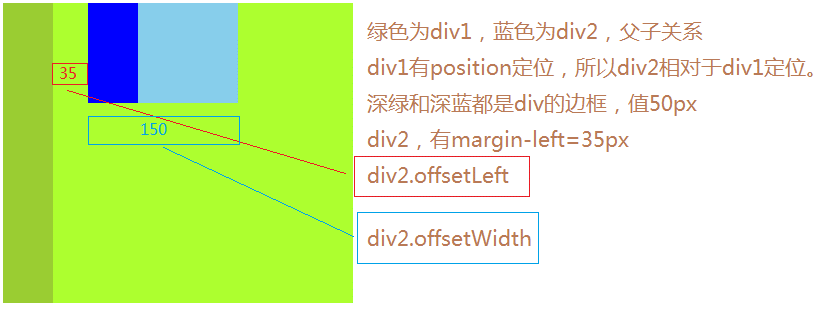 绿色为div1，蓝色为div2，父子关系
35
div1有position定位，所以div2相对于div1定位。
深绿和深蓝都是div的边框，值50px
150
div2，有margin-left=35px
div2.offsetLeft
div2.offsetWidth